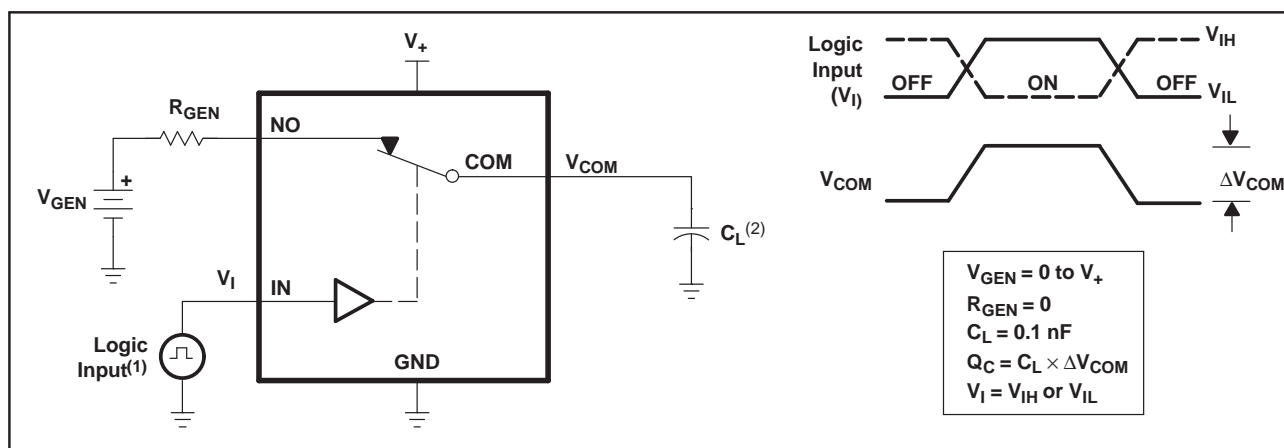 V+
RGEN
NO
COM
VCOM
VGEN
+
CL(2)
VI
IN
Logic
Input(1)
GND
Logic
Input
(VI)
OFF
ON
OFF
VIH
VIL
VCOM
ΔVCOM
VGEN = 0 to V+
RGEN = 0
CL = 0.1 nF
QC = CL × ΔVCOM
VI = VIH or VIL